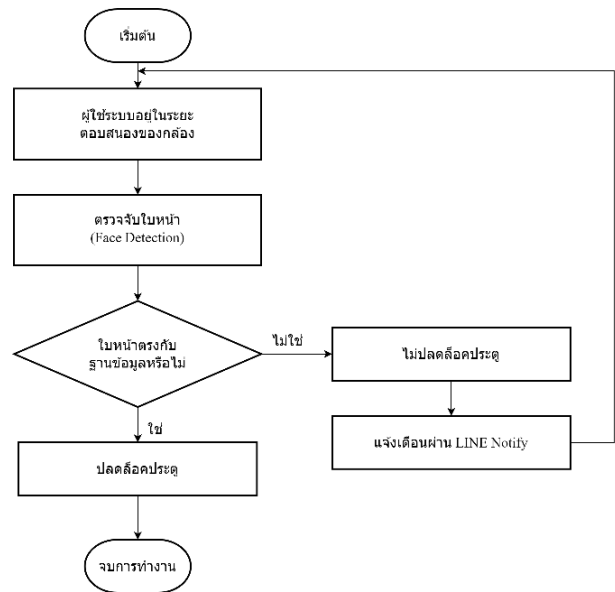 เริ่มต้น
ผู้ใช้ระบบอยู่ในระยะ
ตอบสนองของกล้อง
ตรวจจับใบหน้า
(Face Detection)
ใบหน้าตรงกับ
ฐานข้อมูลหรือไม่
ไม่ใช่
ไม่ปลดล็อคประตู
แจ้งเตือนผ่าน LINE Notify
ใช่
ปลดล็อคประตู
จบการทำงาน